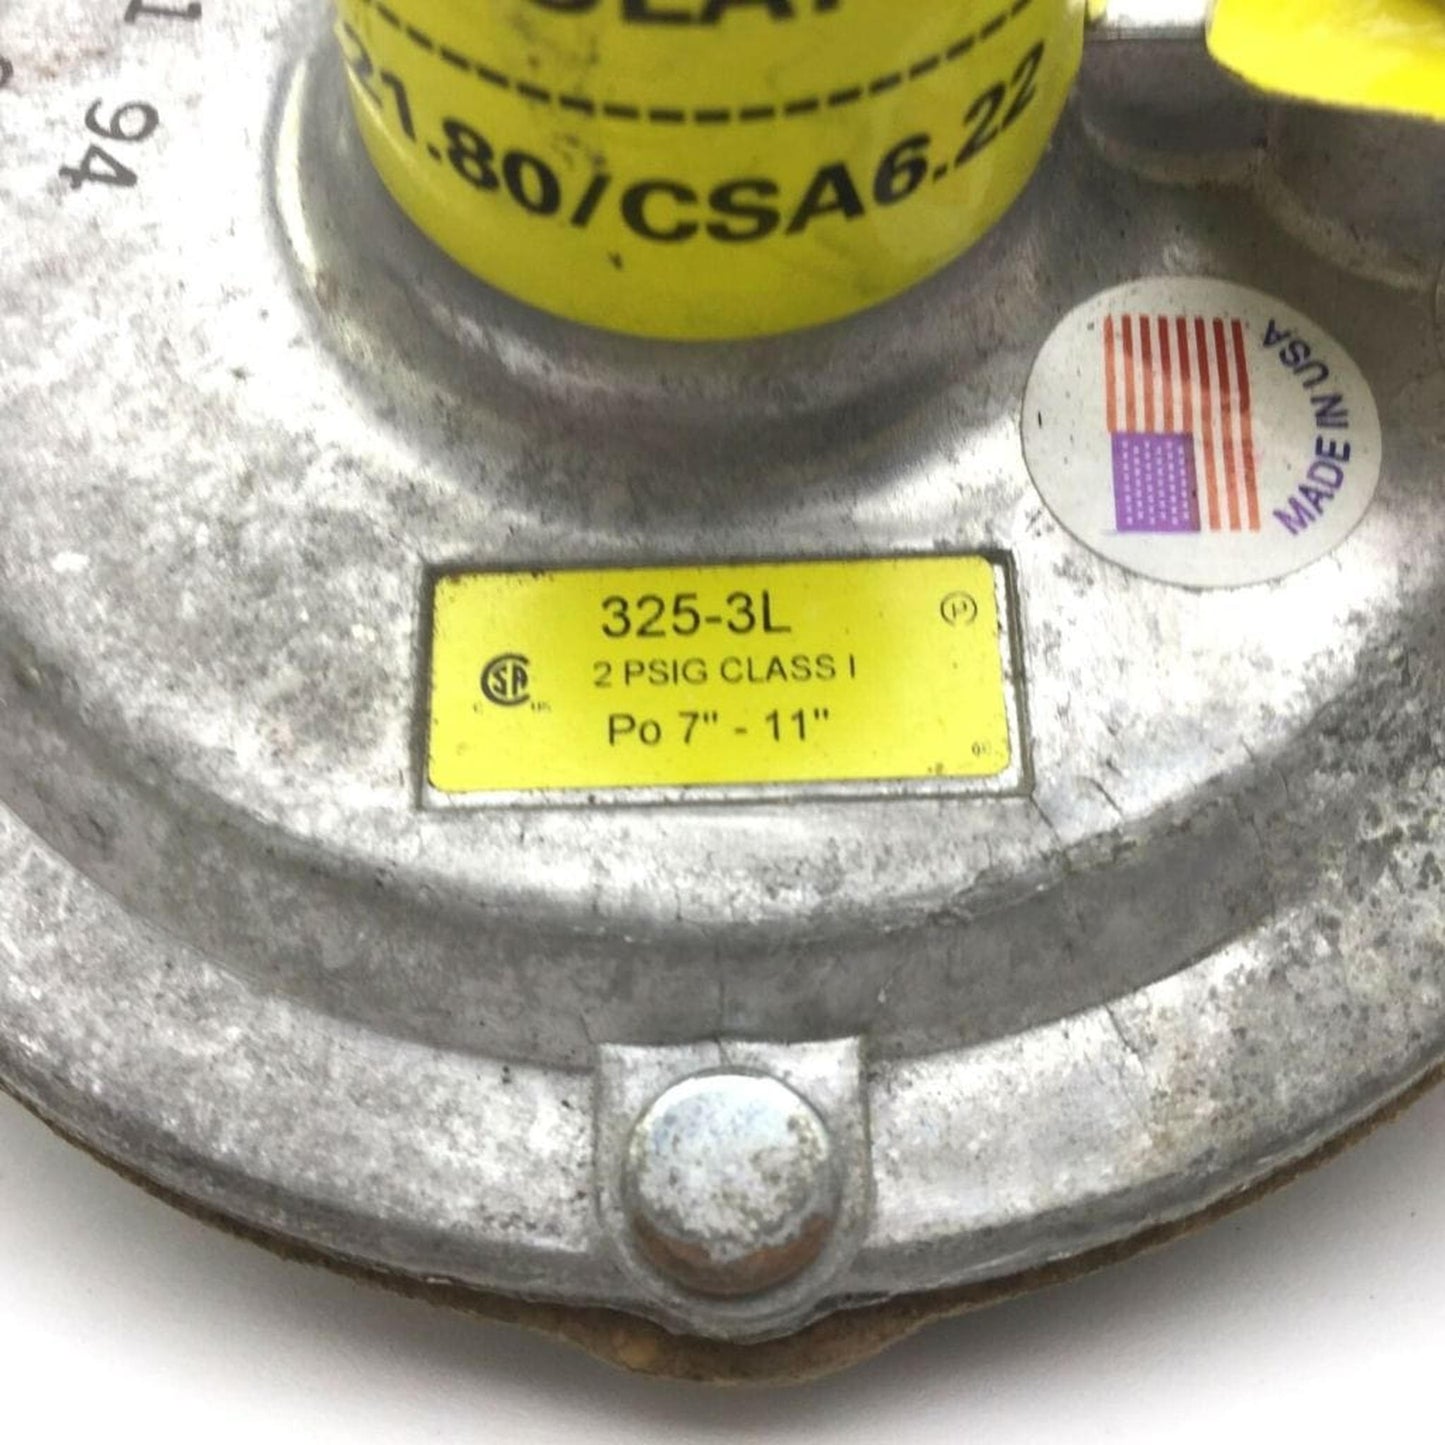 21.80/CSA6.22
94
MADE IN USA
325-3L
2 PSIG CLASS I
Po 7" - 11"